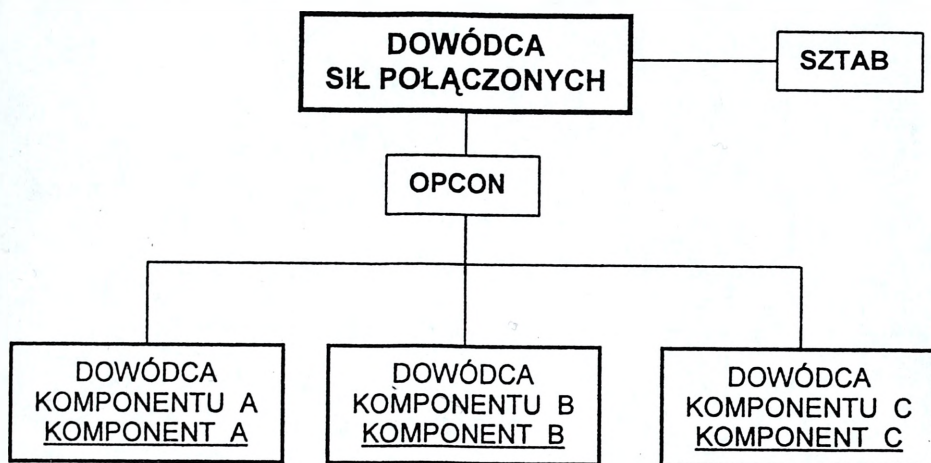 DOWÓDCA
SIŁ POŁĄCZONYCH
SZTAB
OPCON
DOWÓDCA
KOMPONENTU A
KOMPONENT A
DOWÓDCA
KOMPONENTU B
KOMPONENT B
DOWÓDCA
KOMPONENTU C
KOMPONENT C